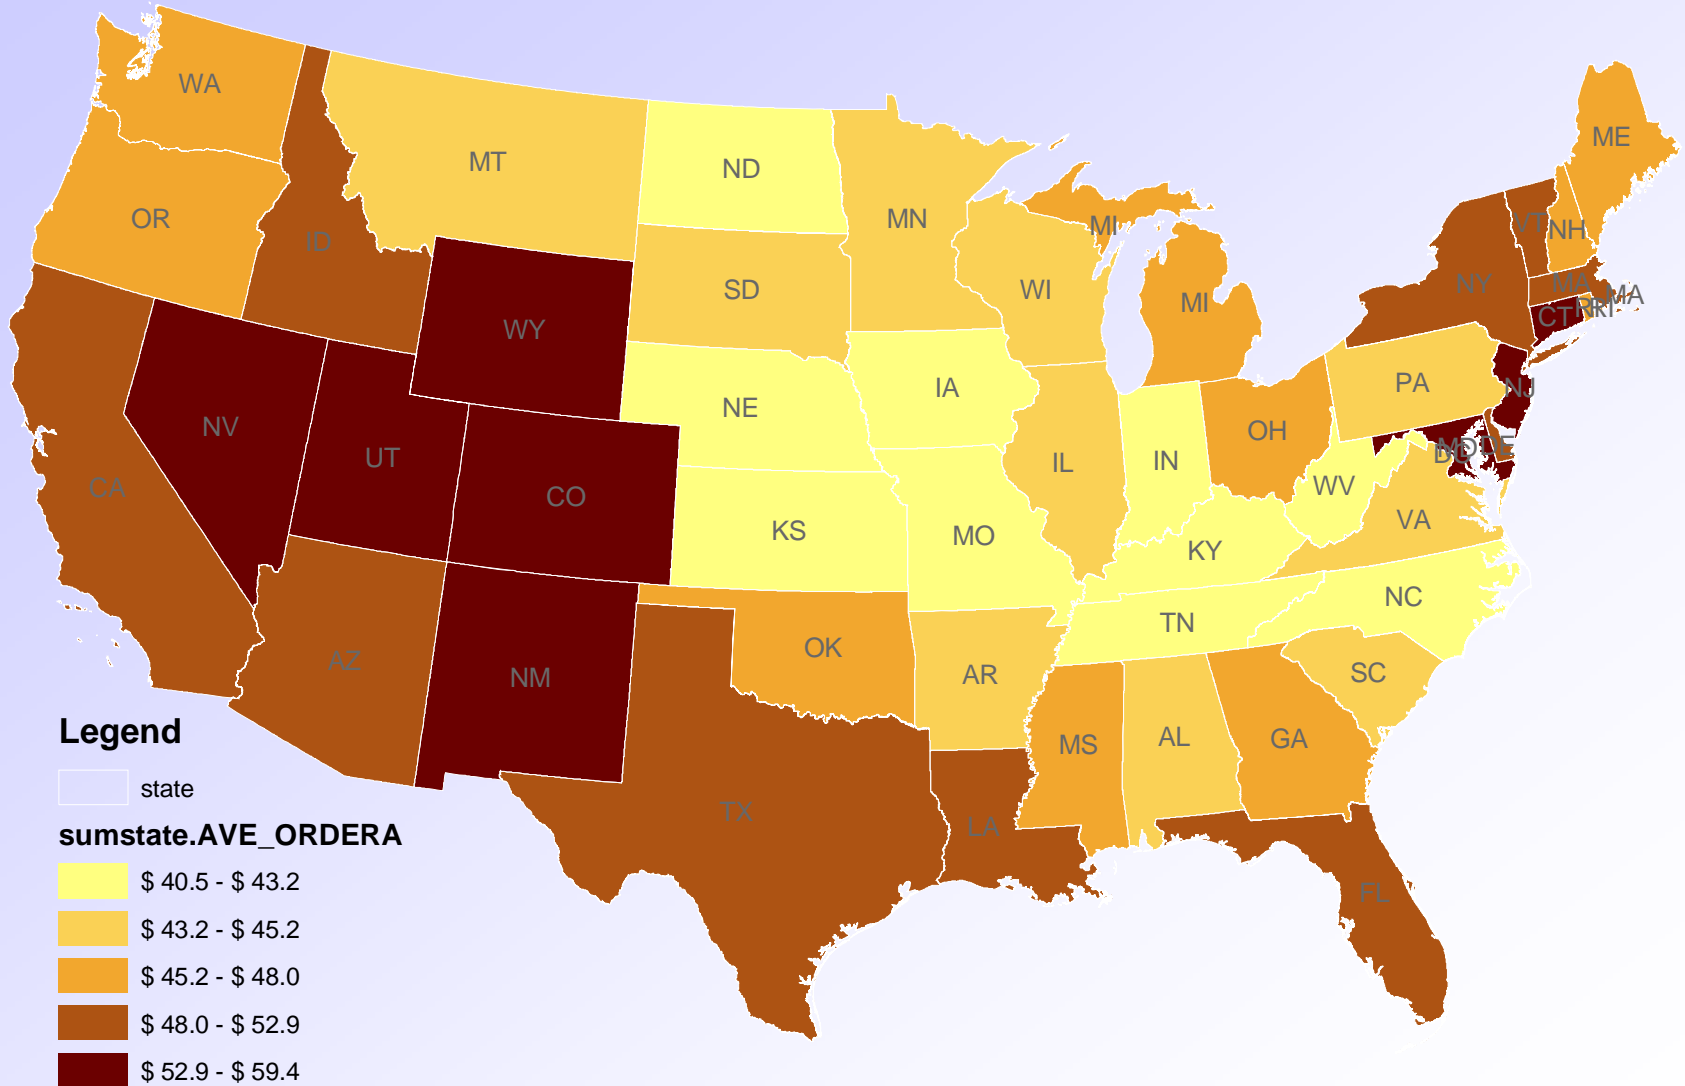 WA
MT
ND
ME
OR
ID
MN
MI
VT
NH
SD
WI
NY
MA
MA
WY
MI
CT
RI
RI
IA
PA
NJ
NE
NV
OH
UT
IL
IN
MD
DE
CA
CO
WV
KS
MO
VA
KY
NC
TN
OK
AZ
NM
AR
SC
MS
AL
GA
TX
LA
FL
Legend
state
sumstate.AVE_ORDERA
$ 40.5 - $ 43.2
$ 43.2 - $ 45.2
$ 45.2 - $ 48.0
$ 48.0 - $ 52.9
$ 52.9 - $ 59.4